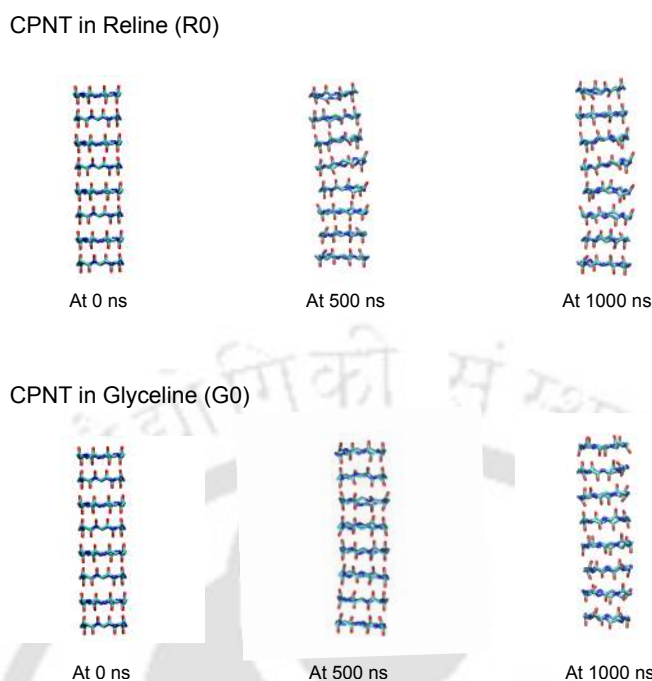 CPNT in Reline (R0)
At 0 ns
At 500 ns
At 1000 ns
CPNT in Glyceline (G0)
At 0 ns
At 500 ns
At 1000 ns